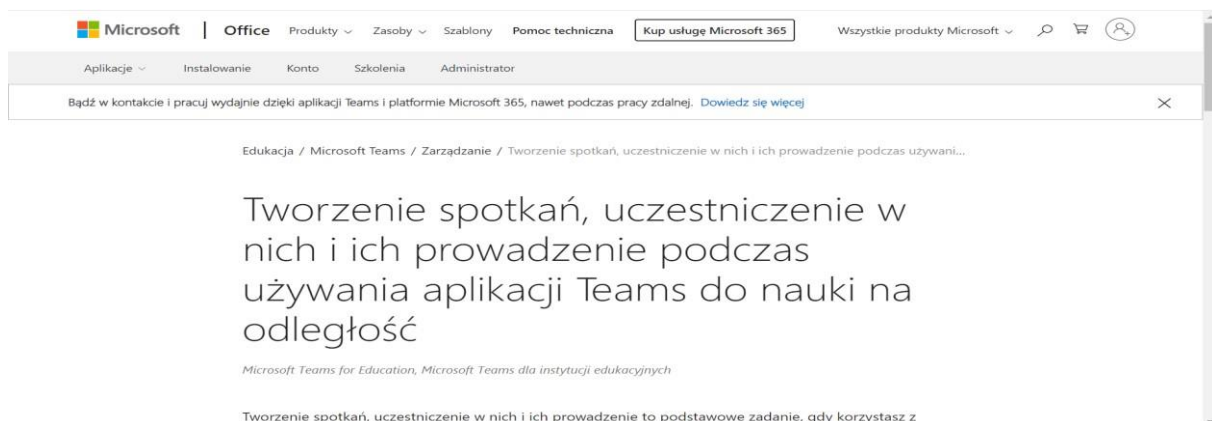 Microsoft | Office Produkty Zasoby Szablony Pomoc techniczna Kup usługę Microsoft 365 Wszystkie produkty Microsoft
Aplikacje Instalowanie Konto Szkolenia Administrator
Bądź w kontakcie i pracuj wydajnie dzięki aplikacji Teams i platformie Microsoft 365, nawet podczas pracy zdalnej. Dowiedz się więcej
Edukacja / Microsoft Teams / Zarządzanie / Tworzenie spotkań, uczestniczenie w nich i ich prowadzenie podczas używani...
Tworzenie spotkań, uczestniczenie w
nich i ich prowadzenie podczas
używania aplikacji Teams do nauki na
odległość
Microsoft Teams for Education, Microsoft Teams dla instytucji edukacyjnych
Tworzenie spotkań, uczestniczenie w nich i ich prowadzenie to podstawowe zadanie, gdy korzystasz z